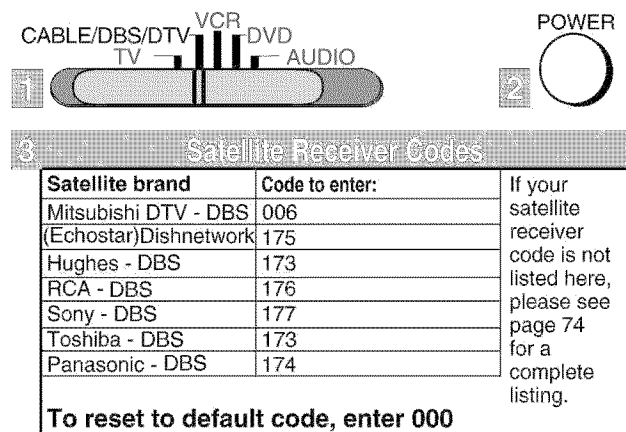 VCR
POWER
CABLE/DBS/DTV
DVD
TV
AUDIO
1
2
3 Satellite Receiver Codes
Satellite brand Code to enter:
Mitsubishi DTV - DBS 006
(Echostar)Dishnetwork 175
Hughes - DBS 173
RCA - DBS 176
Sony - DBS 177
Toshiba - DBS 173
Panasonic - DBS 174
To reset to default code, enter 000
If your
satellite
receiver
code is not
listed here,
please see
page 74
for a
complete
listing.